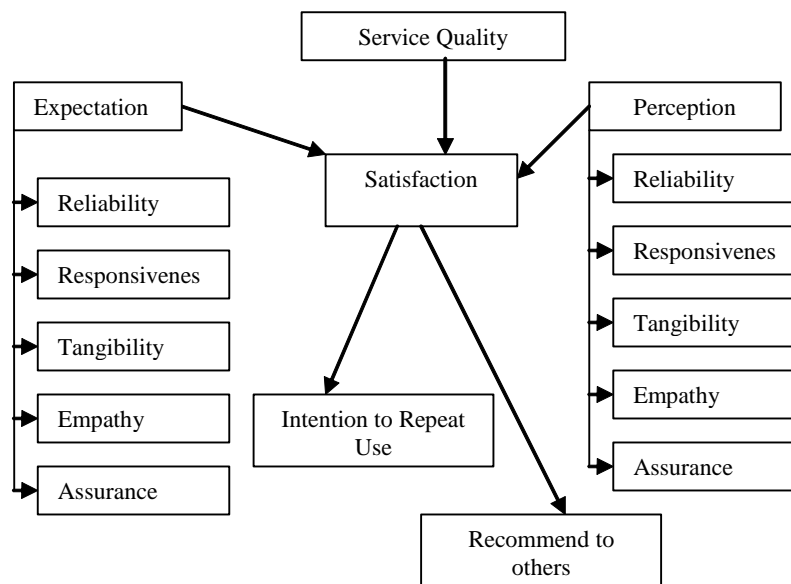 Service Quality
Expectation
Perception
Satisfaction
Reliability
Responsivenes
Tangibility
Empathy
Assurance
Reliability
Responsivenes
Tangibility
Empathy
Assurance
Intention to Repeat
Use
Recommend to
others